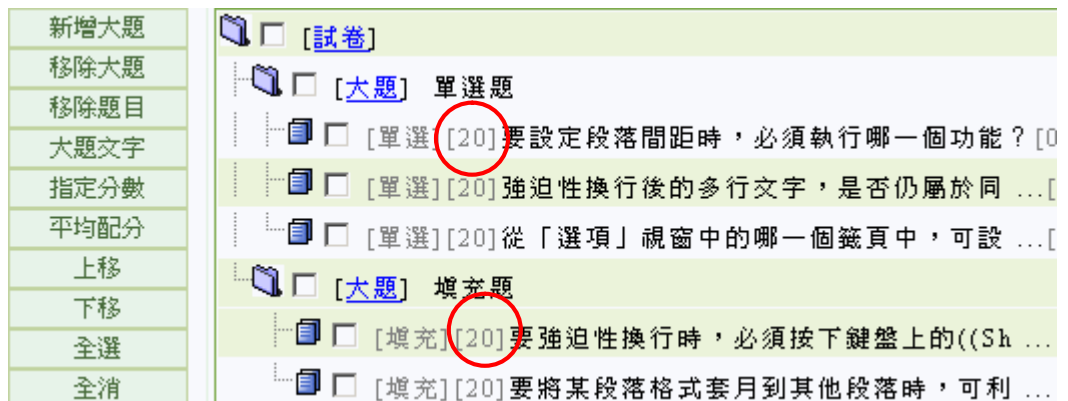 新增大題
移除大題
移除題目
大題文字
指定分數
平均配分
上移
下移
全選
全消
[試卷]
[大題] 單選題
[單選][20]要設定段落間距時，必須執行哪一個功能？[0
[單選][20]強迫性換行後的多行文字，是否仍屬於同 ...[
[單選][20]從「選項」視窗中的哪一個籤頁中，可設 ...[
[大題] 填充題
[填充][20]要強迫性換行時，必須按下鍵盤上的((Sh ...
[填充][20]要將某段落格式套月到其他段落時，可利 ...